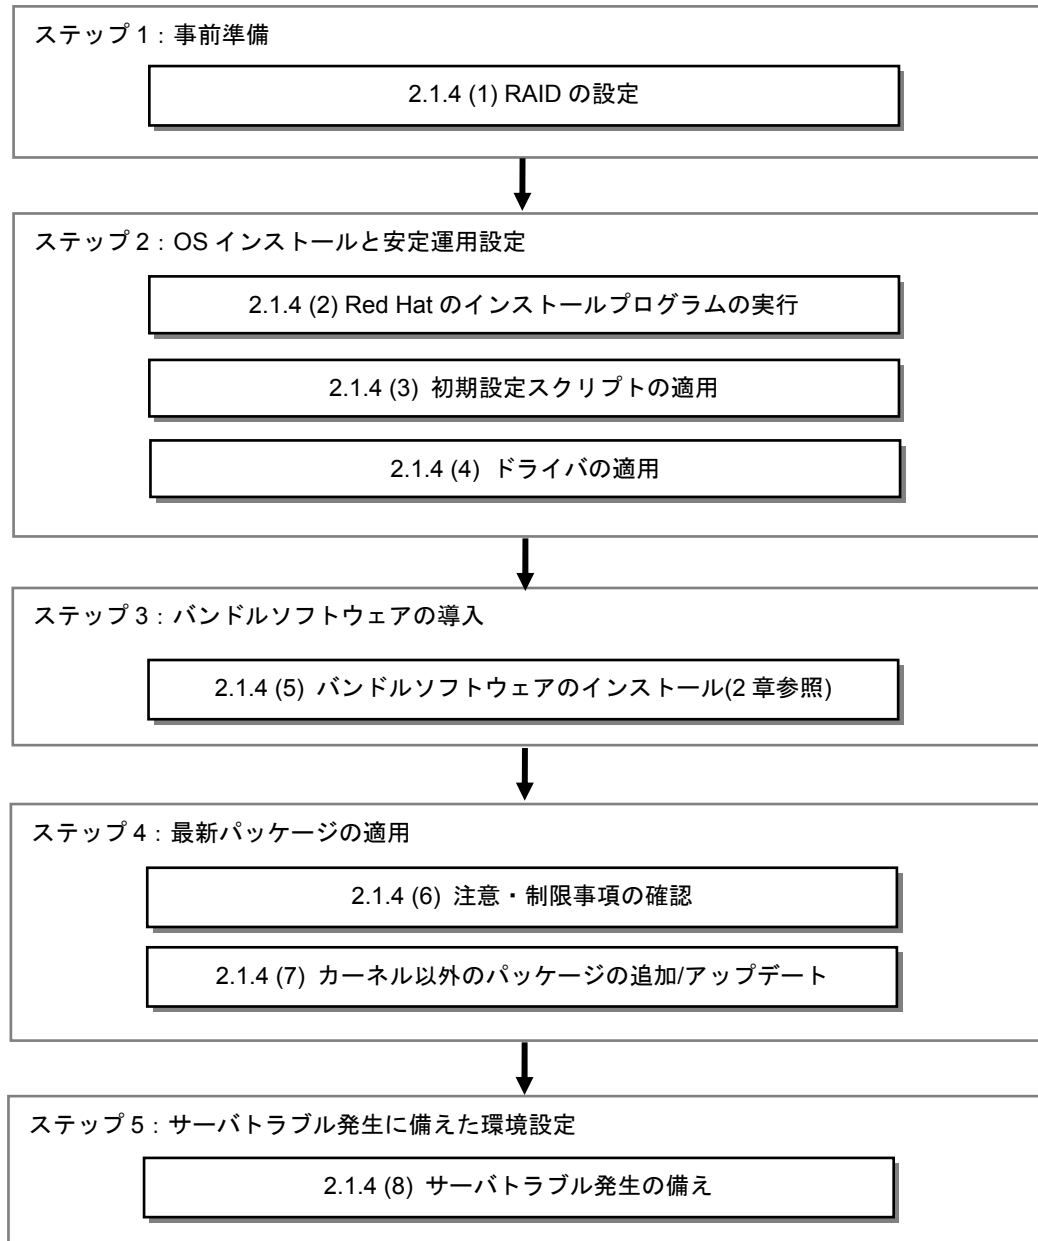 ステップ 1：事前準備
2.1.4 (1) RAID の設定
ステップ 2：OS インストールと安定運用設定
2.1.4 (2) Red Hat のインストールプログラムの実行
2.1.4 (3) 初期設定スクリプトの適用
2.1.4 (4) ドライバの適用
ステップ 3：バンドルソフトウェアの導入
2.1.4 (5) バンドルソフトウェアのインストール(2 章参照)
ステップ 4：最新パッケージの適用
2.1.4 (6) 注意・制限事項の確認
2.1.4 (7) カーネル以外のパッケージの追加/アップデート
ステップ 5：サーバトラブル発生に備えた環境設定
2.1.4 (8) サーバトラブル発生の備え